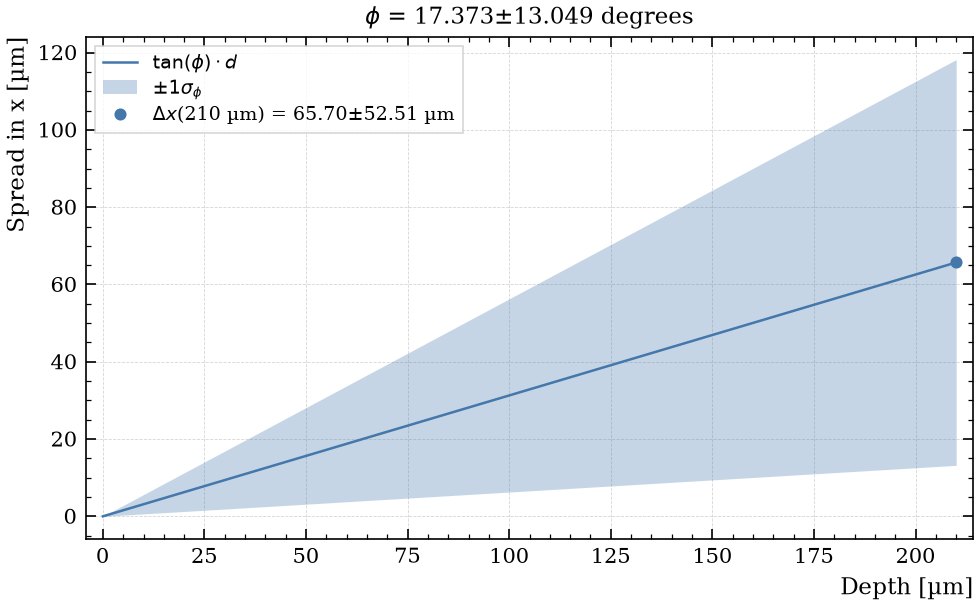 ϕ = 17.373±13.049 degrees
Spread in x [µm]
120
100
80
60
40
20
0
tan(ϕ) · d
±1σϕ
Δx(210 µm) = 65.70±52.51 µm
0 25 50 75 100 125 150 175 200
Depth [µm]